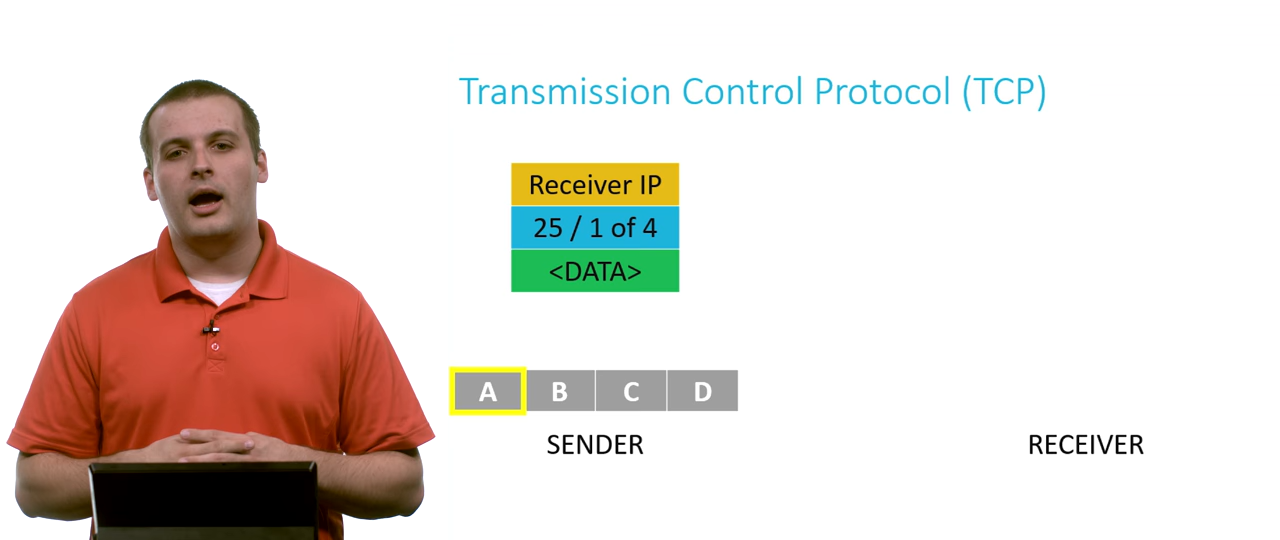 Transmission Control Protocol (TCP)
Receiver IP
25 / 1 of 4
<DATA>
A B C D
SENDER
RECEIVER